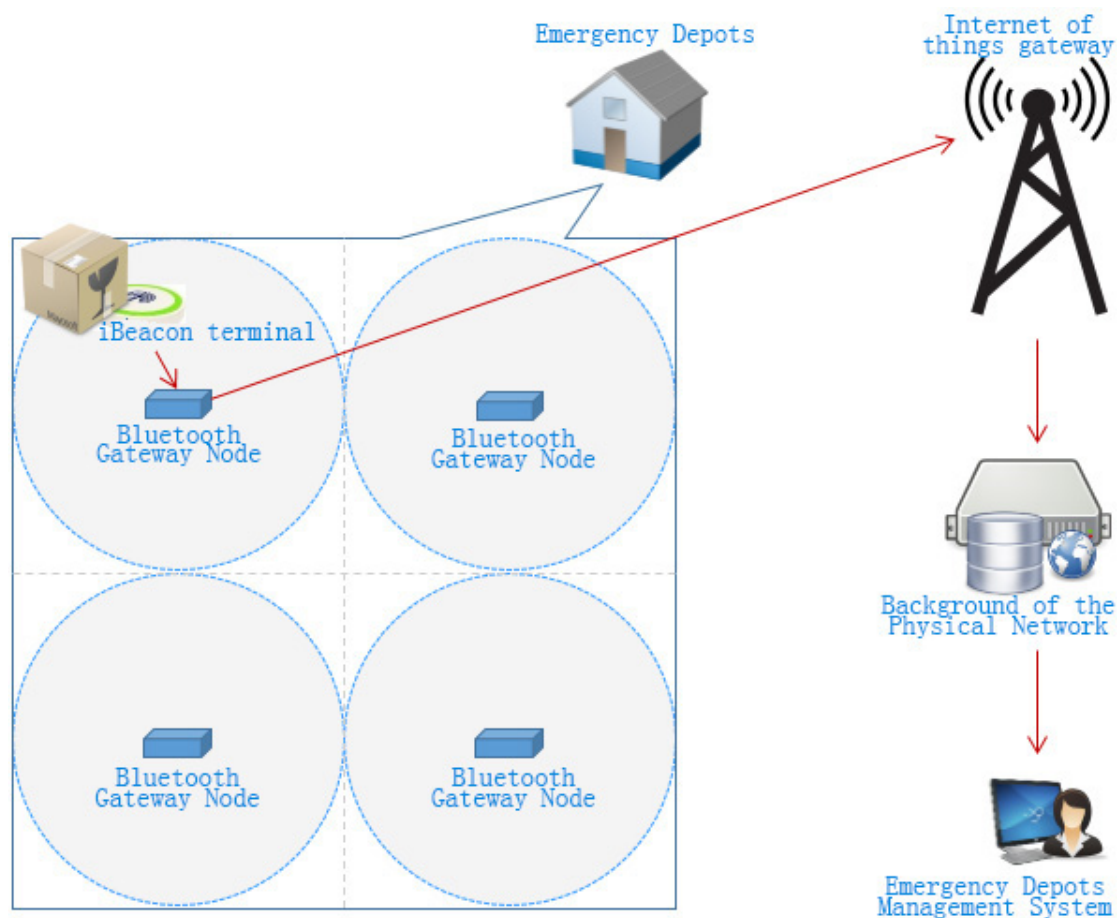 Emergency Depots
Internet of
things gateway
iBeacon terminal
Bluetooth
Gateway Node
Bluetooth
Gateway Node
Background of the
Physical Network
Bluetooth
Gateway Node
Bluetooth
Gateway Node
Emergency Depots
Management System